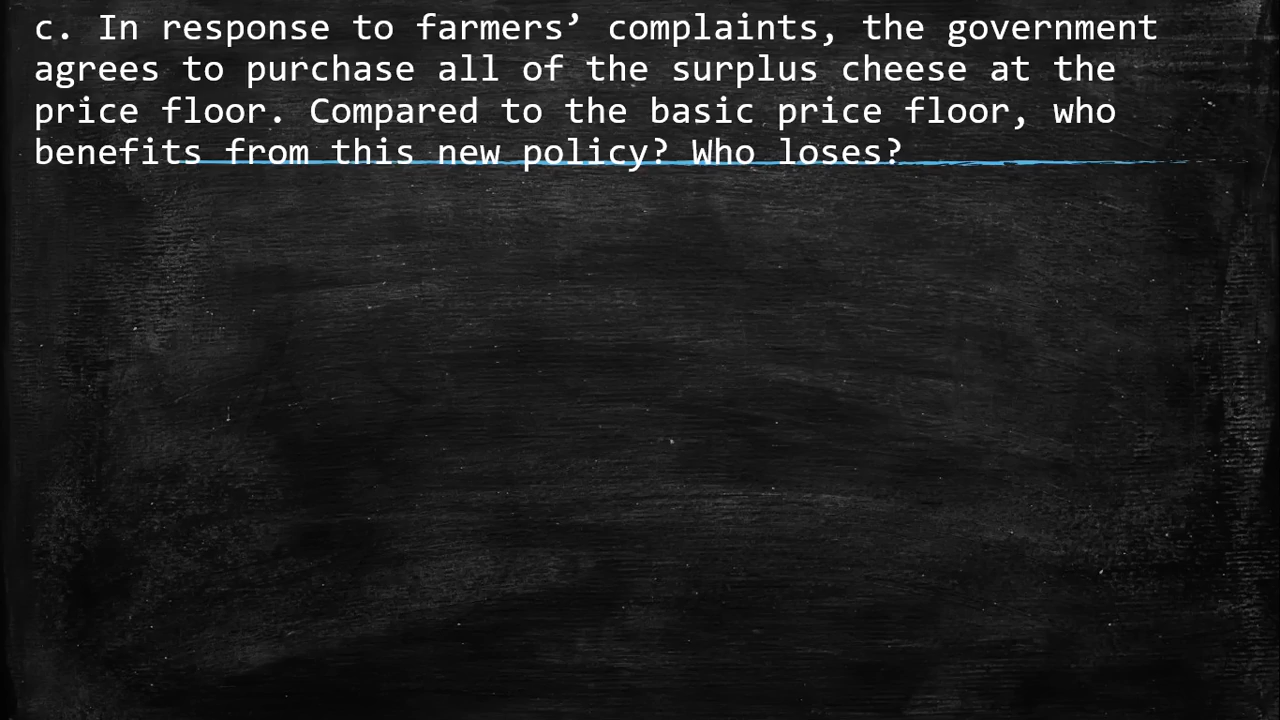 c. In response to farmers’ complaints, the government
agrees to purchase all of the surplus cheese at the
price floor. Compared to the basic price floor, who
benefits from this new policy? Who loses?